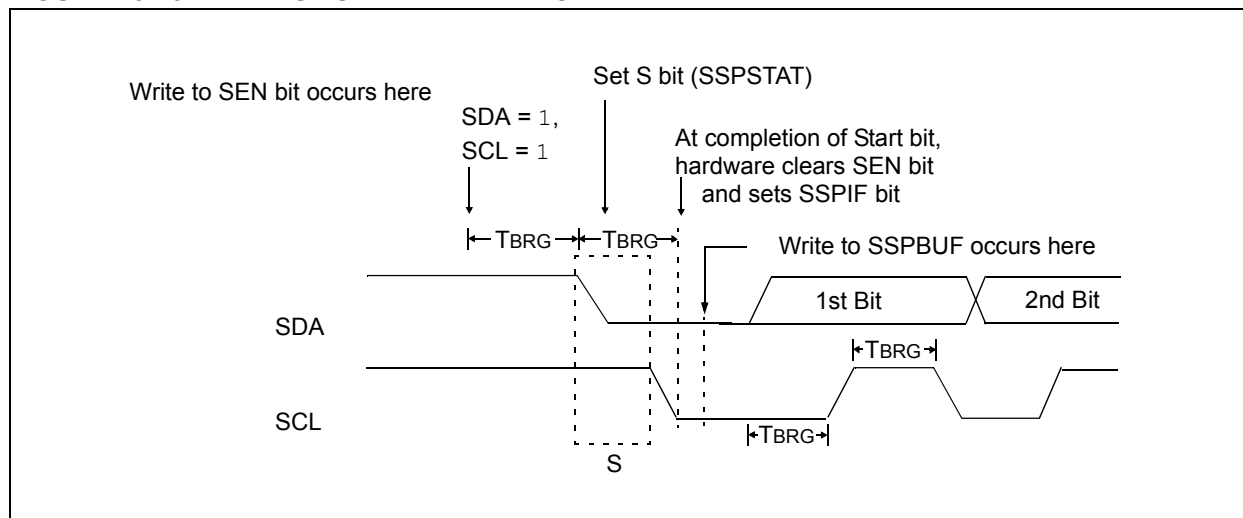 Set S bit (SSPSTAT)
Write to SEN bit occurs here
SDA = 1,
SCL = 1
At completion of Start bit,
hardware clears SEN bit
and sets SSPIF bit
TBRG
TBRG
Write to SSPBUF occurs here
SDA
1st Bit
2nd Bit
TBRG
SCL
TBRG
S